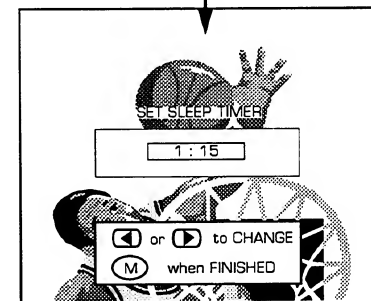 SET SLEEP TIMER
1 : 15
◀ or ▶ to CHANGE
M when FINISHED